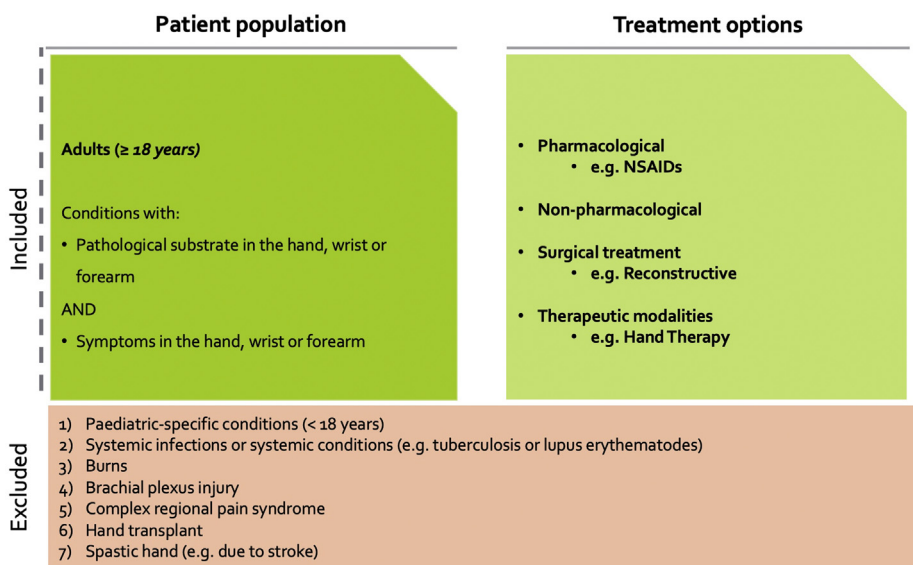 Patient population
Treatment options
Included
Adults (≥ 18 years)
Conditions with:
• Pathological substrate in the hand, wrist or
forearm
AND
• Symptoms in the hand, wrist or forearm
• Pharmacological
• e.g. NSAIDs
• Non-pharmacological
• Surgical treatment
• e.g. Reconstructive
• Therapeutic modalities
• e.g. Hand Therapy
Excluded
1) Paediatric-specific conditions (< 18 years)
2) Systemic infections or systemic conditions (e.g. tuberculosis or lupus erythematodes)
3) Burns
4) Brachial plexus injury
5) Complex regional pain syndrome
6) Hand transplant
7) Spastic hand (e.g. due to stroke)